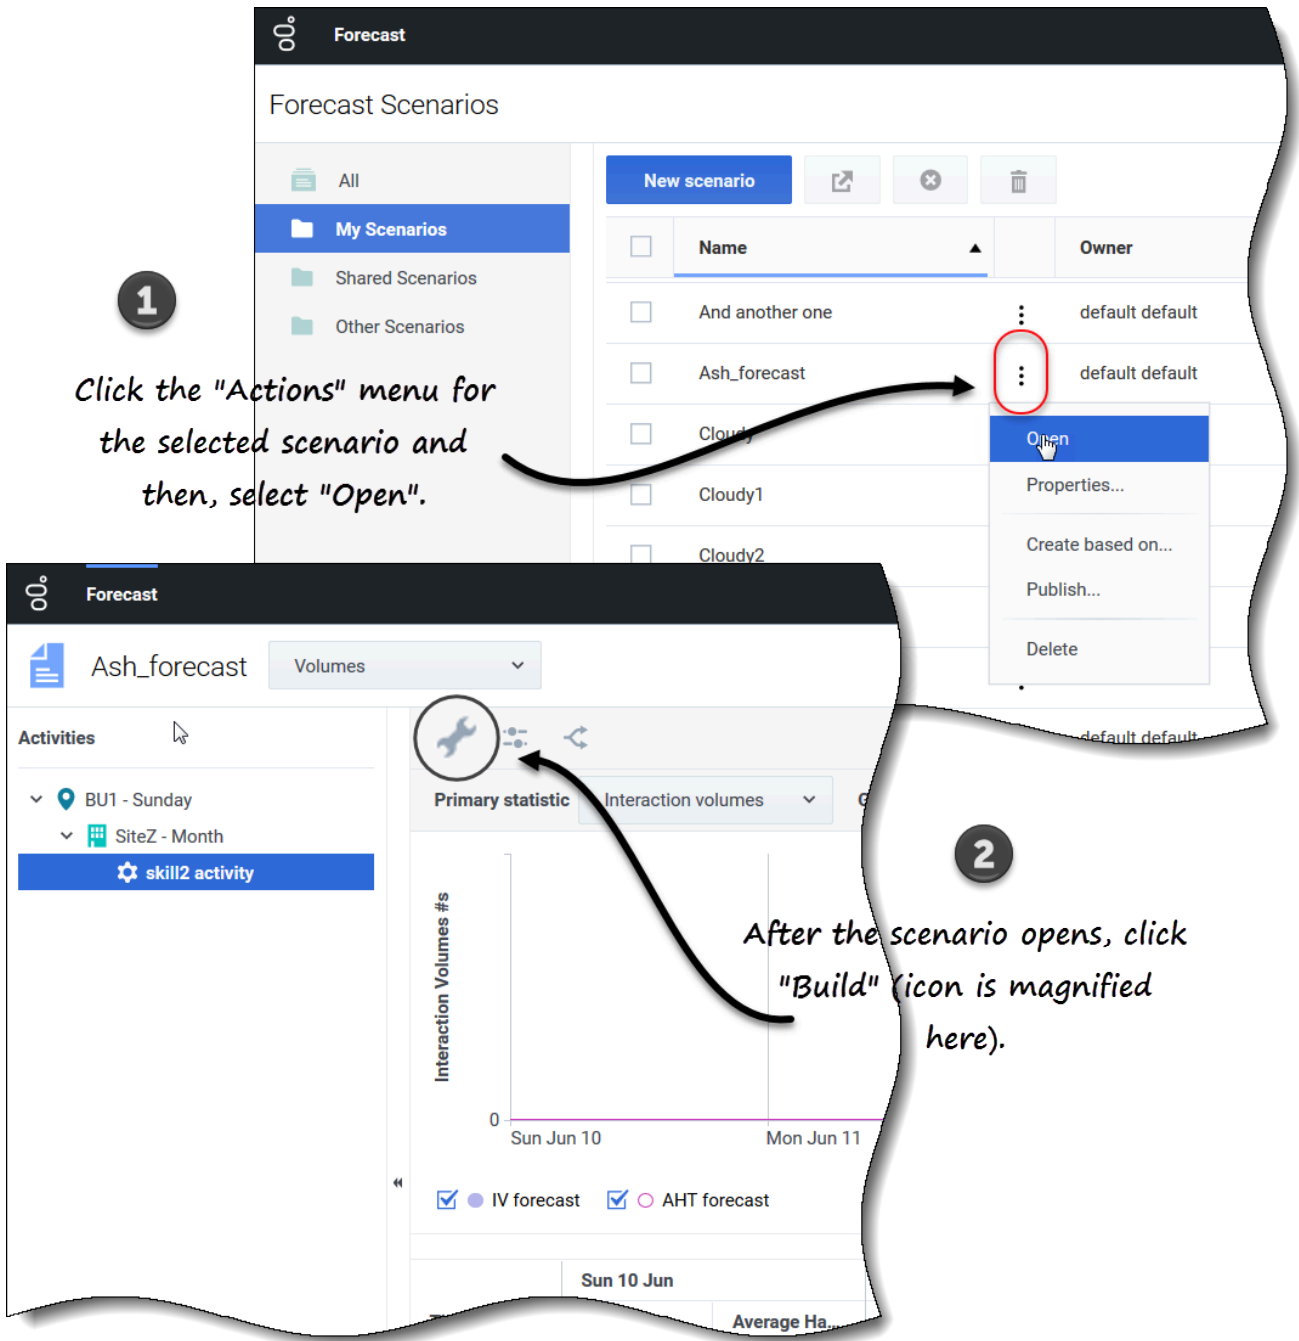 Forecast
Forecast Scenarios
All
My Scenarios
Shared Scenarios
Other Scenarios
New scenario
Name
Owner
And another one
default default
Ash_forecast
default default
Cloudy
Cloudy1
Cloudy2
default default
Open
Properties...
Create based on...
Publish...
Delete
1
Click the "Actions" menu for
the selected scenario and
then, select "Open".
Forecast
Ash_forecast
Volumes
Activities
BU1 - Sunday
SiteZ - Month
skill2 activity
Primary statistic
Interaction volumes
Interaction Volumes #s
0
Sun Jun 10
Mon Jun 11
IV forecast
AHT forecast
Sun 10 Jun
Average Ha...
2
After the scenario opens, click
"Build" (icon is magnified
here).